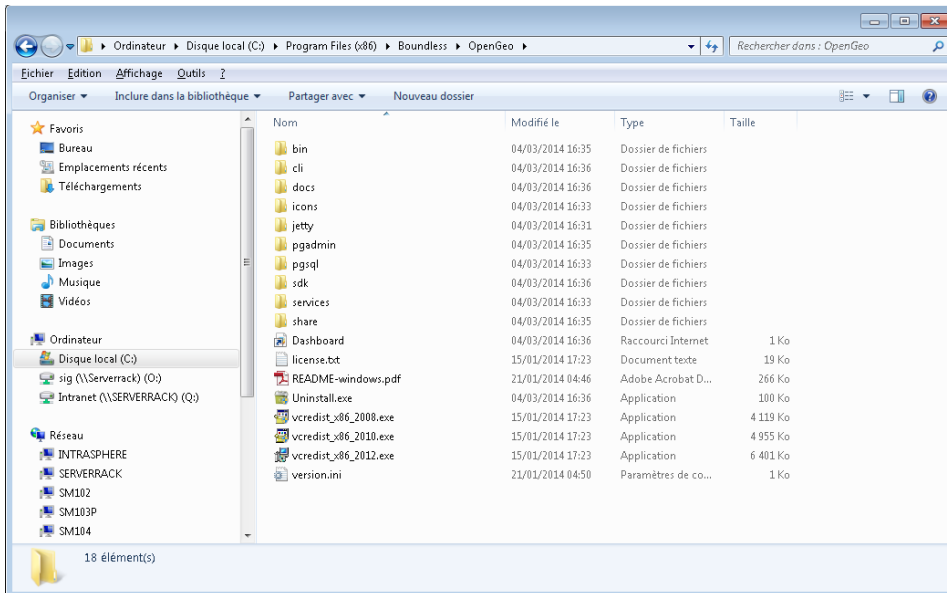 Ordinateur Disque local (C:) Program Files (x86) Boundless OpenGeo Rechercher dans : OpenGeo
Fichier Edition Affichage Outils ?
Organiser Inclure dans la bibliothèque Partager avec Nouveau dossier
Favoris
Bureau
Emplacements récents
Téléchargements
Bibliothèques
Documents
Images
Musique
Vidéos
Ordinateur
Disque local (C:)
sig (\\Serverrack) (O:)
Intranet (\\SERVERRACK) (Q:)
Réseau
INTRASPHERE
SERVERRACK
SM102
SM103P
SM104
Nom Modifié le Type Taille
bin 04/03/2014 16:35 Dossier de fichiers
cli 04/03/2014 16:36 Dossier de fichiers
docs 04/03/2014 16:36 Dossier de fichiers
icons 04/03/2014 16:33 Dossier de fichiers
jetty 04/03/2014 16:31 Dossier de fichiers
pgadmin 04/03/2014 16:35 Dossier de fichiers
pgsql 04/03/2014 16:33 Dossier de fichiers
sdk 04/03/2014 16:36 Dossier de fichiers
services 04/03/2014 16:33 Dossier de fichiers
share 04/03/2014 16:35 Dossier de fichiers
Dashboard 04/03/2014 16:36 Raccourci Internet 1 Ko
license.txt 15/01/2014 17:23 Document texte 19 Ko
README-windows.pdf 21/01/2014 04:46 Adobe Acrobat D... 266 Ko
Uninstall.exe 04/03/2014 16:36 Application 100 Ko
vcredist_x86_2008.exe 15/01/2014 17:23 Application 4 119 Ko
vcredist_x86_2010.exe 15/01/2014 17:23 Application 4 955 Ko
vcredist_x86_2012.exe 15/01/2014 17:23 Application 6 401 Ko
version.ini 21/01/2014 04:50 Paramètres de co... 1 Ko
18 élément(s)